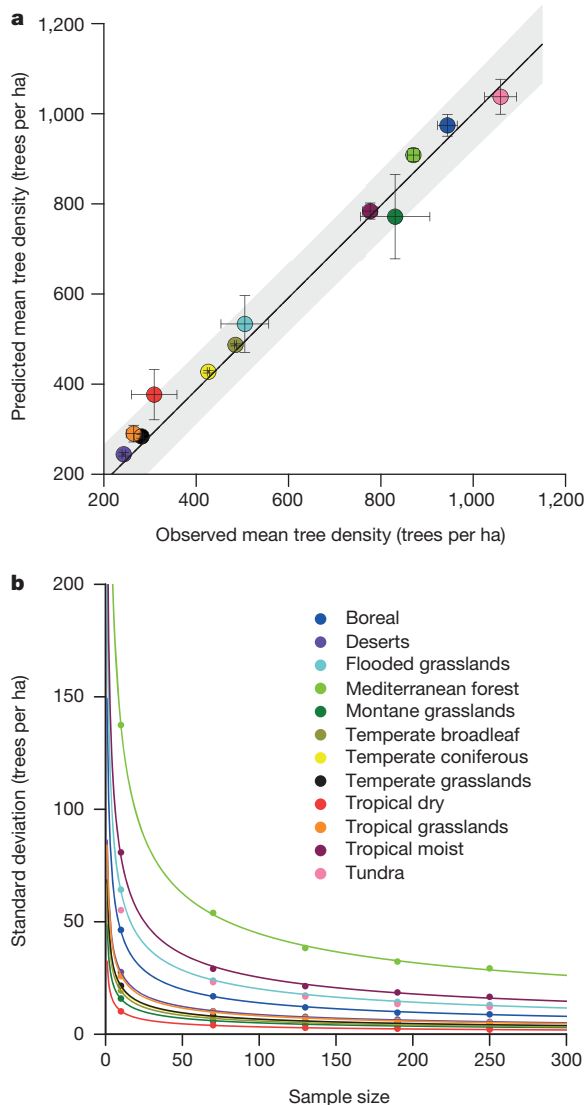 a
1,200
1,000
800
600
400
200
Predicted mean tree density (trees per ha)
200
400
600
800
1,000
1,200
Observed mean tree density (trees per ha)
b
200
150
100
50
0
Standard deviation (trees per ha)
Boreal
Deserts
Flooded grasslands
Mediterranean forest
Montane grasslands
Temperate broadleaf
Temperate coniferous
Temperate grasslands
Tropical dry
Tropical grasslands
Tropical moist
Tundra
0
50
100
150
200
250
300
Sample size